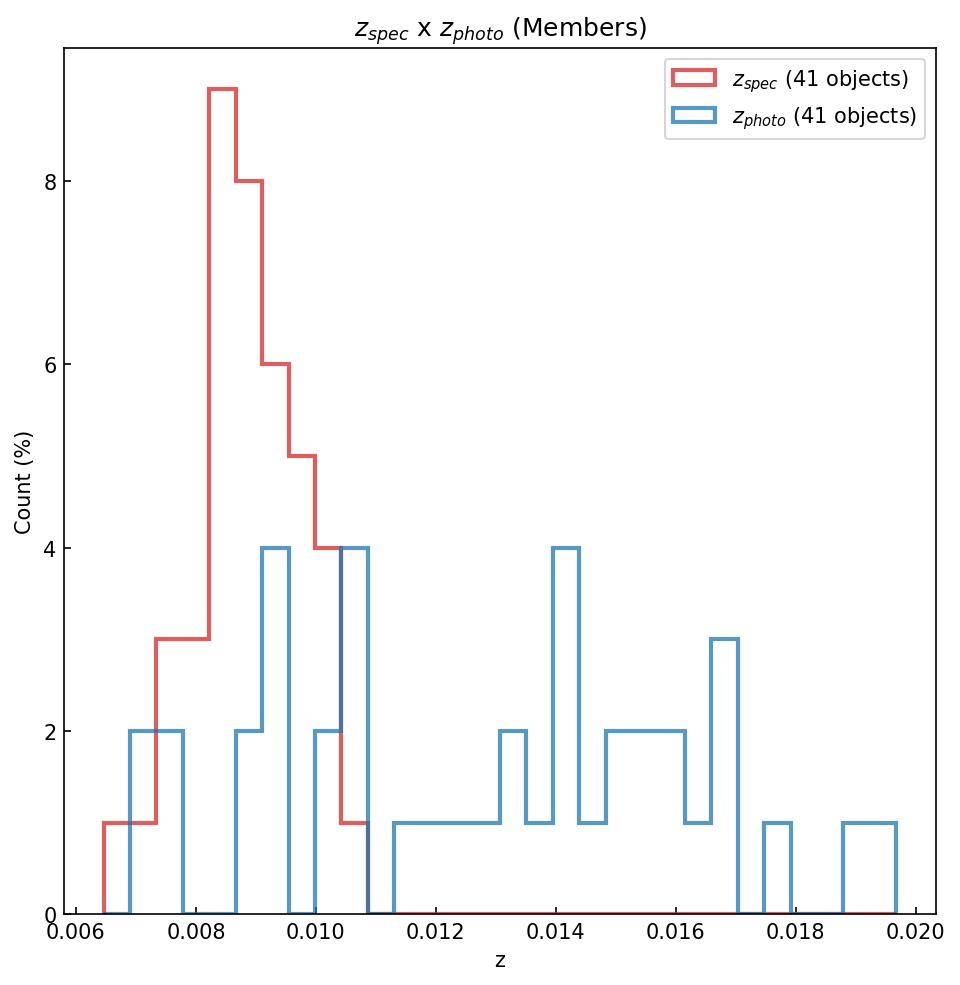 z_spec x z_photo (Members)
z_spec (41 objects)
z_photo (41 objects)
Count (%)
8
6
4
2
0
0.006 0.008 0.010 0.012 0.014 0.016 0.018 0.020
z